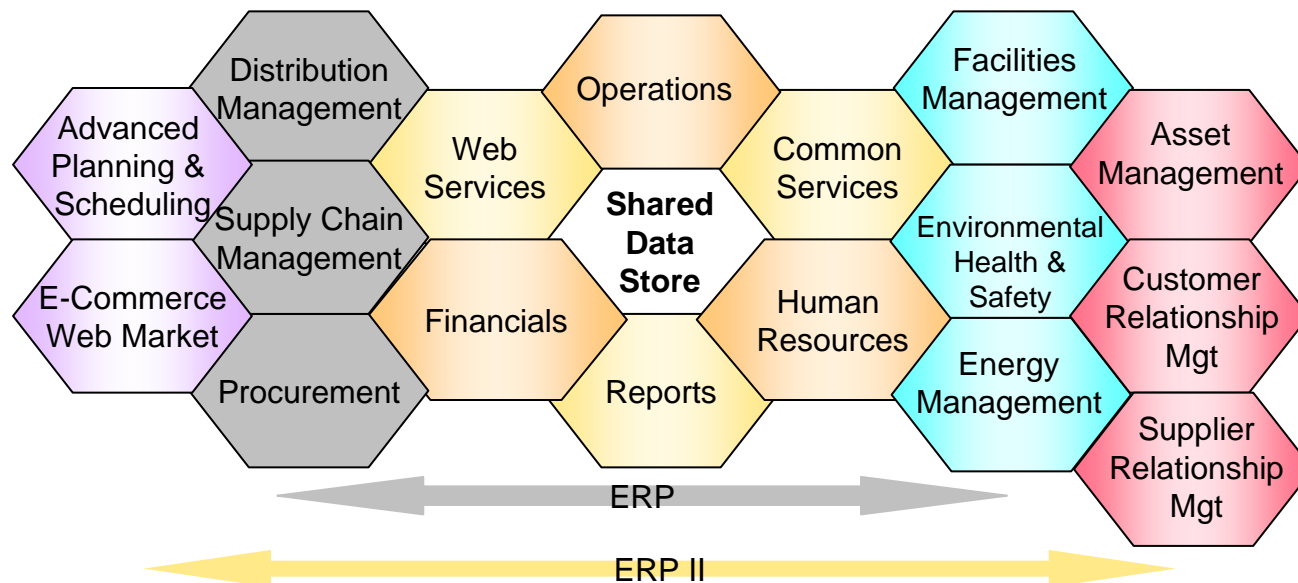 Distribution
Management
Operations
Facilities
Management
Advanced
Planning &
Scheduling
Web
Services
Common
Services
Asset
Management
Supply Chain
Management
Shared
Data
Store
Environmental
Health &
Safety
E-Commerce
Web Market
Financials
Human
Resources
Customer
Relationship
Mgt
Procurement
Reports
Energy
Management
Supplier
Relationship
Mgt
ERP
ERP II